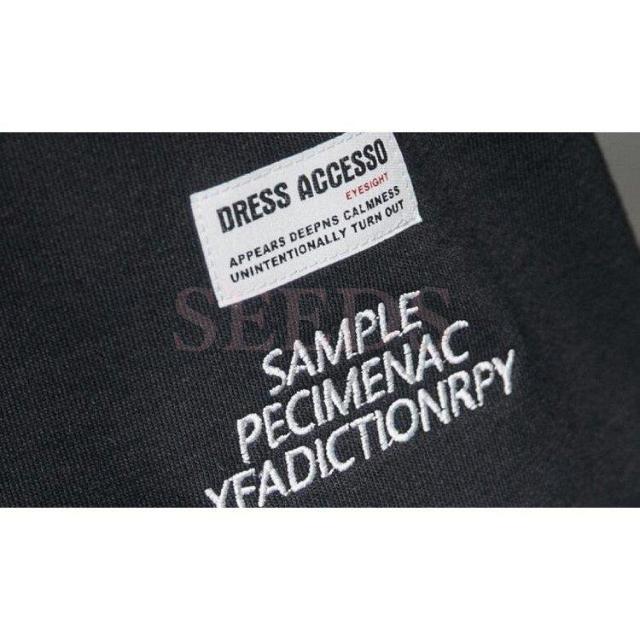 DRESS ACCESSO
EYESIGHT
APPEARS DEEPNS CALMNESS
UNINTENTIONALLY TURN OUT
SEEDS
SAMPLE
PECIMENAC
YFADICTIONRPY